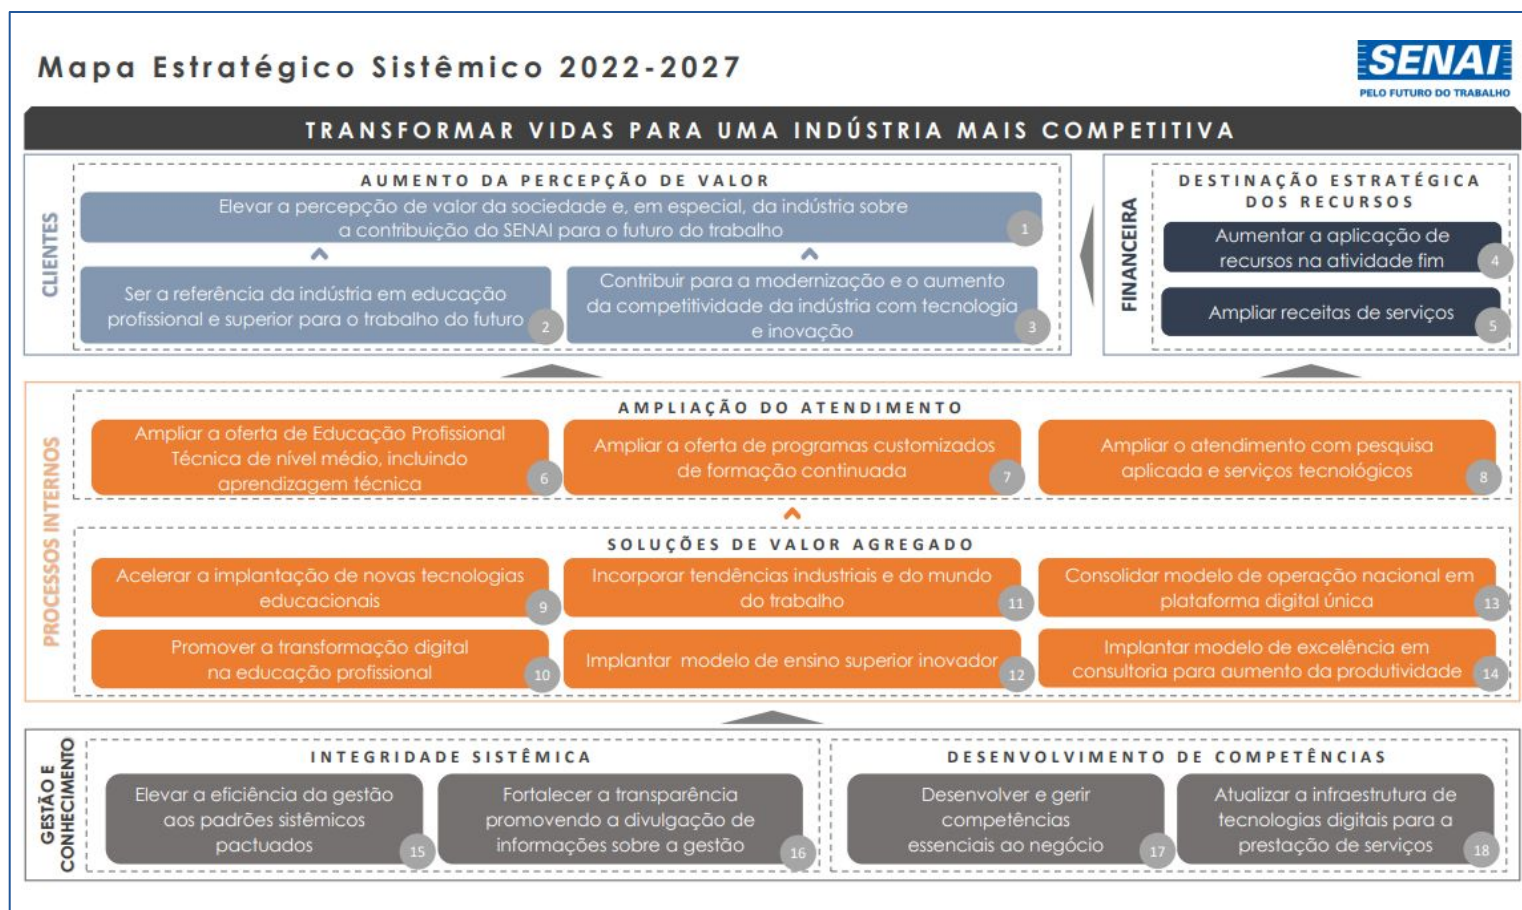 Mapa Estratégico Sistêmico 2022-2027
SENAI
PELO FUTURO DO TRABALHO
TRANSFORMAR VIDAS PARA UMA INDÚSTRIA MAIS COMPETITIVA
CLIENTES
AUMENTO DA PERCEPÇÃO DE VALOR
Elevar a percepção de valor da sociedade e, em especial, da indústria sobre
a contribuição do SENAI para o futuro do trabalho
1
Ser a referência da indústria em educação
profissional e superior para o trabalho do futuro
2
Contribuir para a modernização e o aumento
da competitividade da indústria com tecnologia
e inovação
3
FINANCEIRA
DESTINAÇÃO ESTRATÉGICA
DOS RECURSOS
Aumentar a aplicação de
recursos na atividade fim
4
Ampliar receitas de serviços
5
PROCESSOS INTERNOS
AMPLIAÇÃO DO ATENDIMENTO
Ampliar a oferta de Educação Profissional
Técnica de nível médio, incluindo
aprendizagem técnica
6
Ampliar a oferta de programas customizados
de formação continuada
7
Ampliar o atendimento com pesquisa
aplicada e serviços tecnológicos
8
SOLUÇÕES DE VALOR AGREGADO
Acelerar a implantação de novas tecnologias
educacionais
9
Incorporar tendências industriais e do mundo
do trabalho
11
Consolidar modelo de operação nacional em
plataforma digital única
13
Promover a transformação digital
na educação profissional
10
Implantar modelo de ensino superior inovador
12
Implantar modelo de excelência em
consultoria para aumento da produtividade
14
GESTÃO E
CONHECIMENTO
INTEGRIDADE SISTÊMICA
Elevar a eficiência da gestão
aos padrões sistêmicos
pactuados
15
Fortalecer a transparência
promovendo a divulgação de
informações sobre a gestão
16
DESENVOLVIMENTO DE COMPETÊNCIAS
Desenvolver e gerir
competências
essenciais ao negócio
17
Atualizar a infraestrutura de
tecnologias digitais para a
prestação de serviços
18